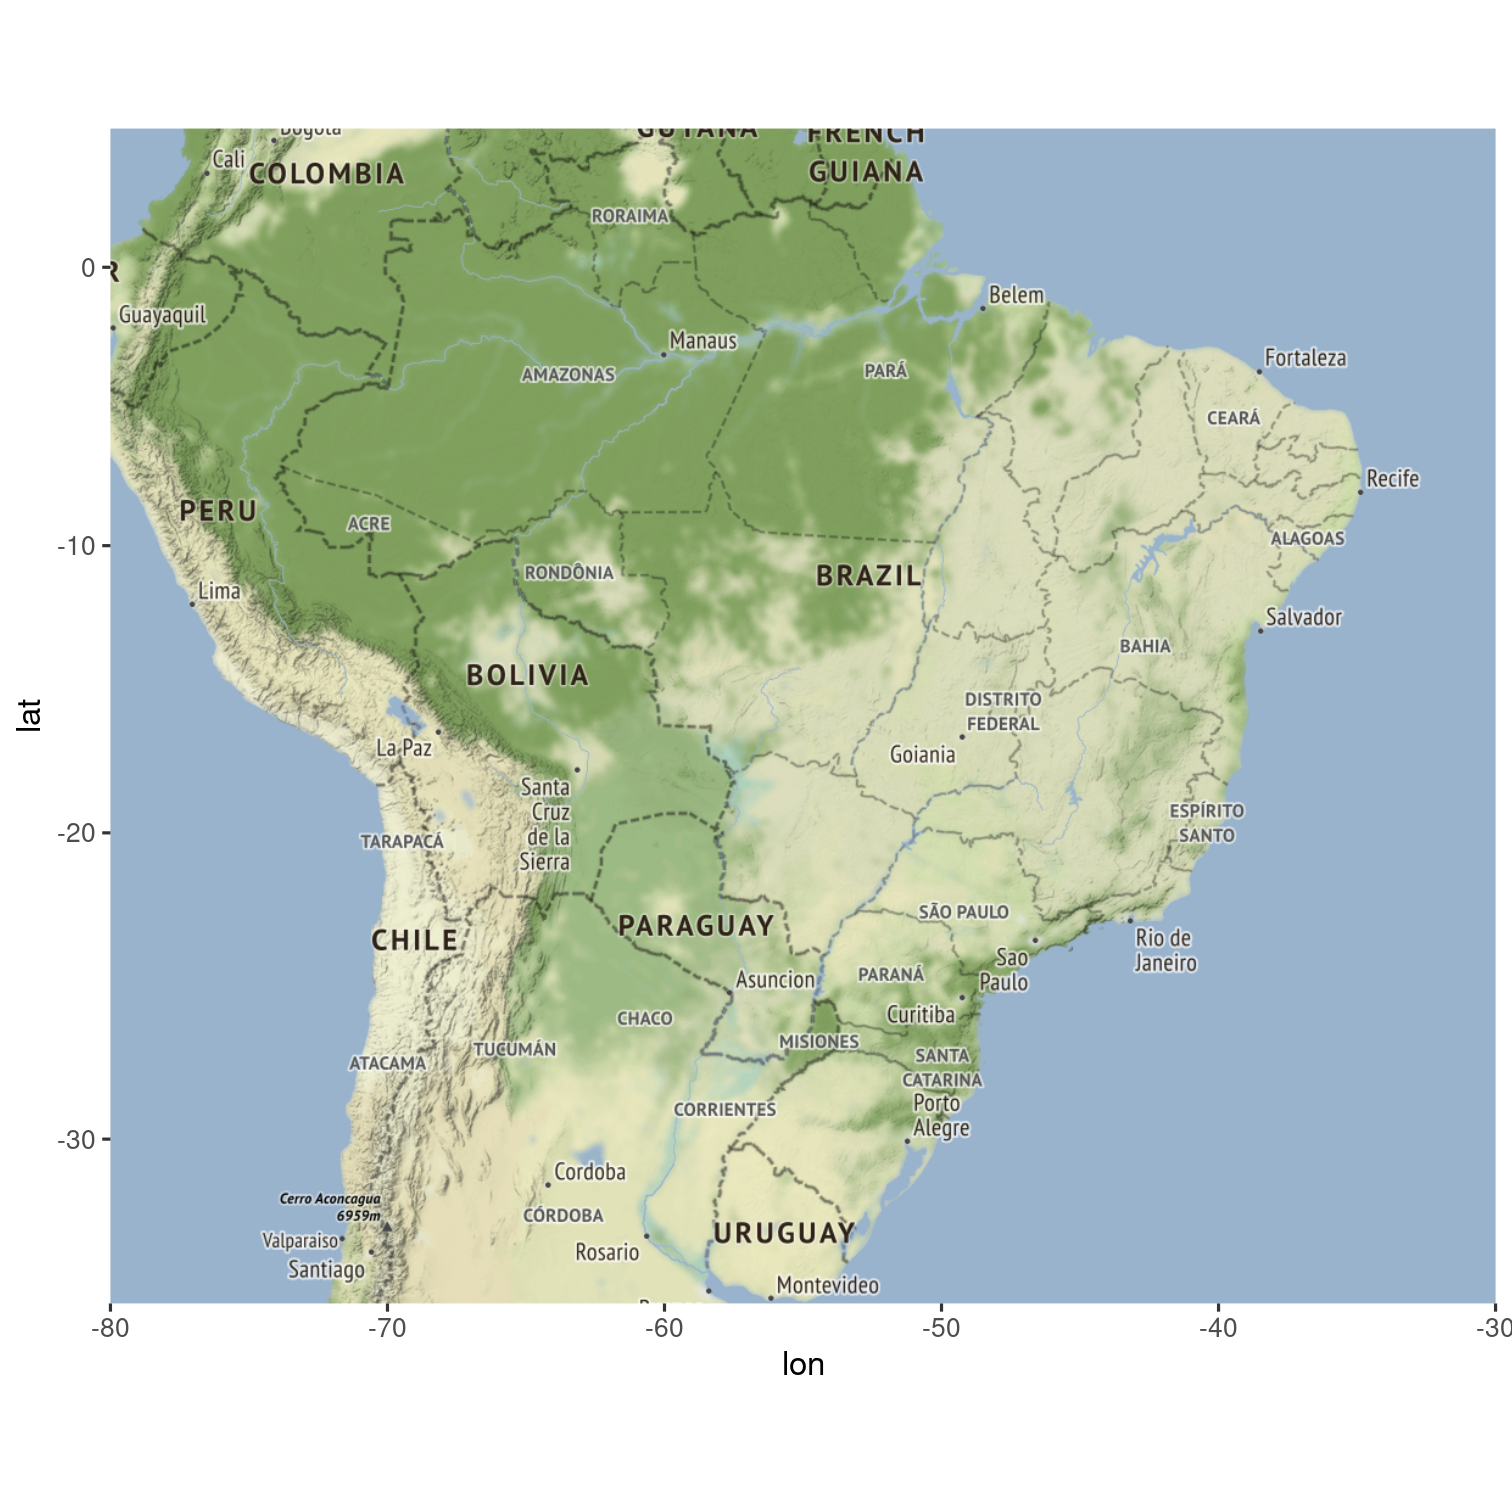 Bogota
GUYANA
FRENCH
GUIANA
Cali
COLOMBIA
RORAIMA
0
R
Guayaquil
Belem
Manaus
AMAZONAS
PARÁ
Fortaleza
CEARÁ
Recife
PERU
ACRE
ALAGOAS
-10
RONDÔNIA
BRAZIL
Lima
Salvador
BAHIA
BOLIVIA
DISTRITO
FEDERAL
lat
La Paz
Goiania
Santa
Cruz
de la
Sierra
ESPÍRITO
SANTO
-20
TARAPACÁ
SÃO PAULO
PARAGUAY
CHILE
Rio de
Janeiro
Sao
Paulo
Asuncion
PARANÁ
Curitiba
CHACO
MISIONES
TUCUMÁN
ATACAMA
SANTA
CATARINA
CORRIENTES
Porto
Alegre
-30
Cordoba
Cerro Aconcagua
6959m
CÓRDOBA
URUGUAY
Valparaiso
Rosario
Santiago
Montevideo
-80
-70
-60
-50
-40
-30
lon